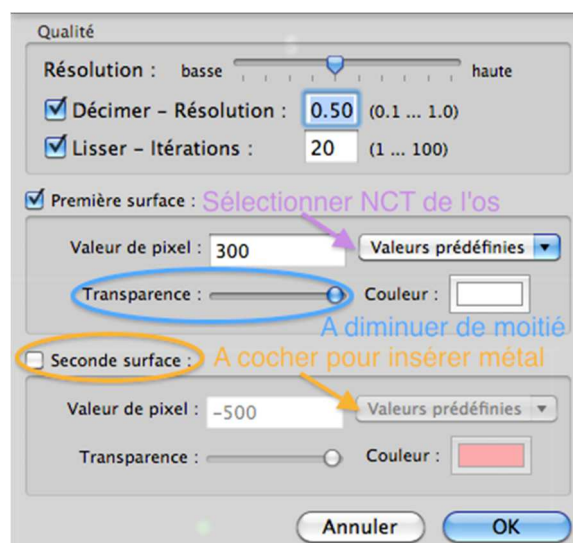 Qualité
Résolution : basse haute
Décimer – Résolution : 0.50 (0.1 ... 1.0)
Lisser – Itérations : 20 (1 ... 100)
Première surface : Sélectionner NCT de l'os
Valeur de pixel : 300 Valeurs prédéfinies
Transparence : Couleur :
A diminuer de moitié
Seconde surface : A cocher pour insérer métal
Valeur de pixel : -500 Valeurs prédéfinies
Transparence : Couleur :
Annuler OK